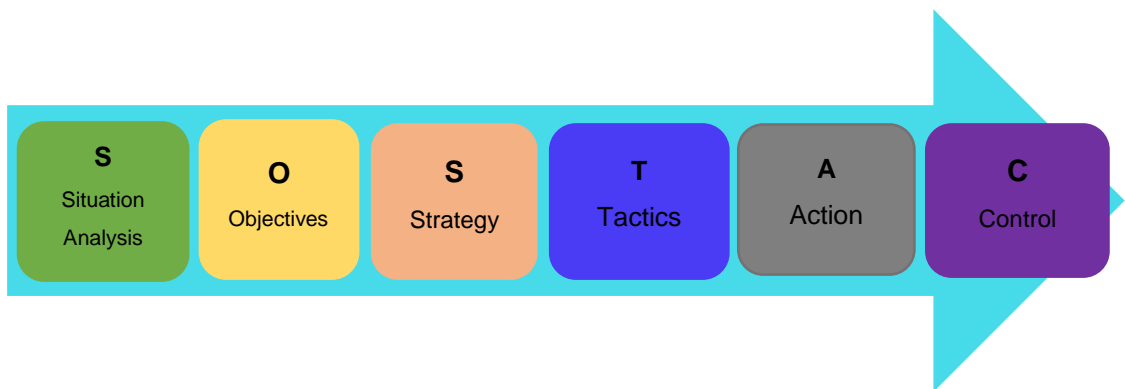 S
Situation
Analysis
O
Objectives
S
Strategy
T
Tactics
A
Action
C
Control